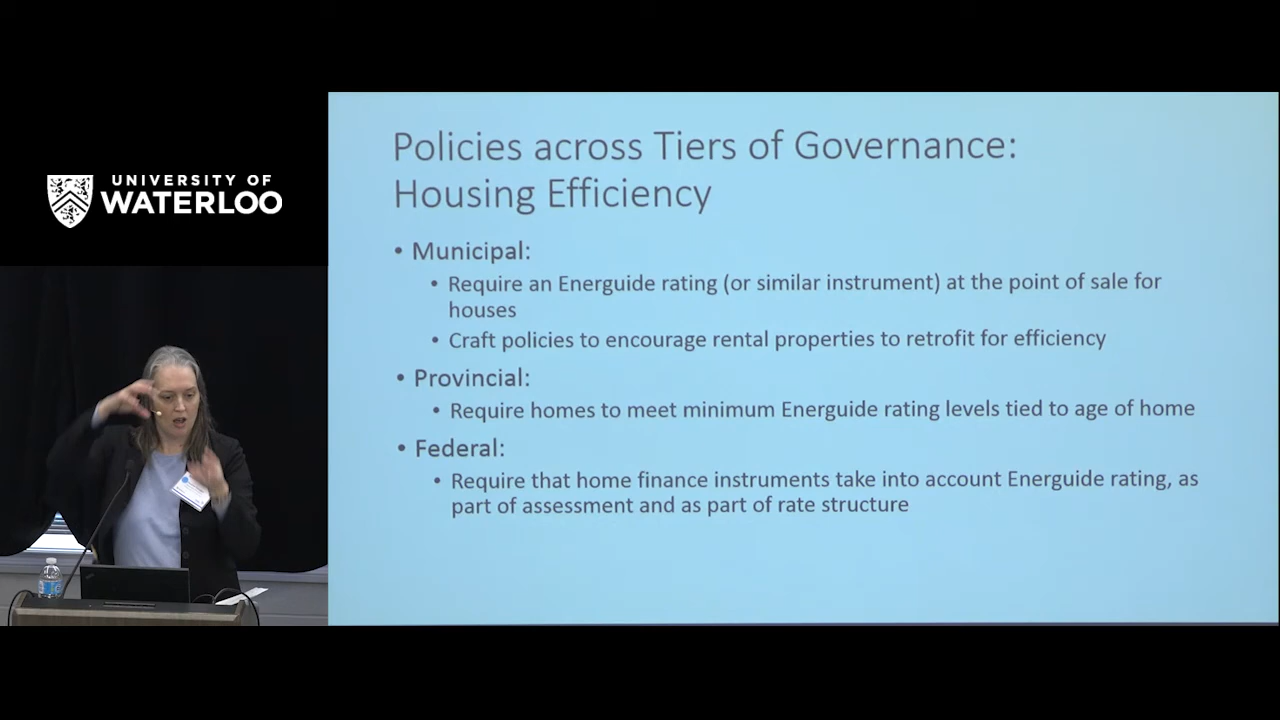 UNIVERSITY OF
WATERLOO
Policies across Tiers of Governance:
Housing Efficiency
• Municipal:
• Require an Energuide rating (or similar instrument) at the point of sale for
houses
• Craft policies to encourage rental properties to retrofit for efficiency
• Provincial:
• Require homes to meet minimum Energuide rating levels tied to age of home
• Federal:
• Require that home finance instruments take into account Energuide rating, as
part of assessment and as part of rate structure